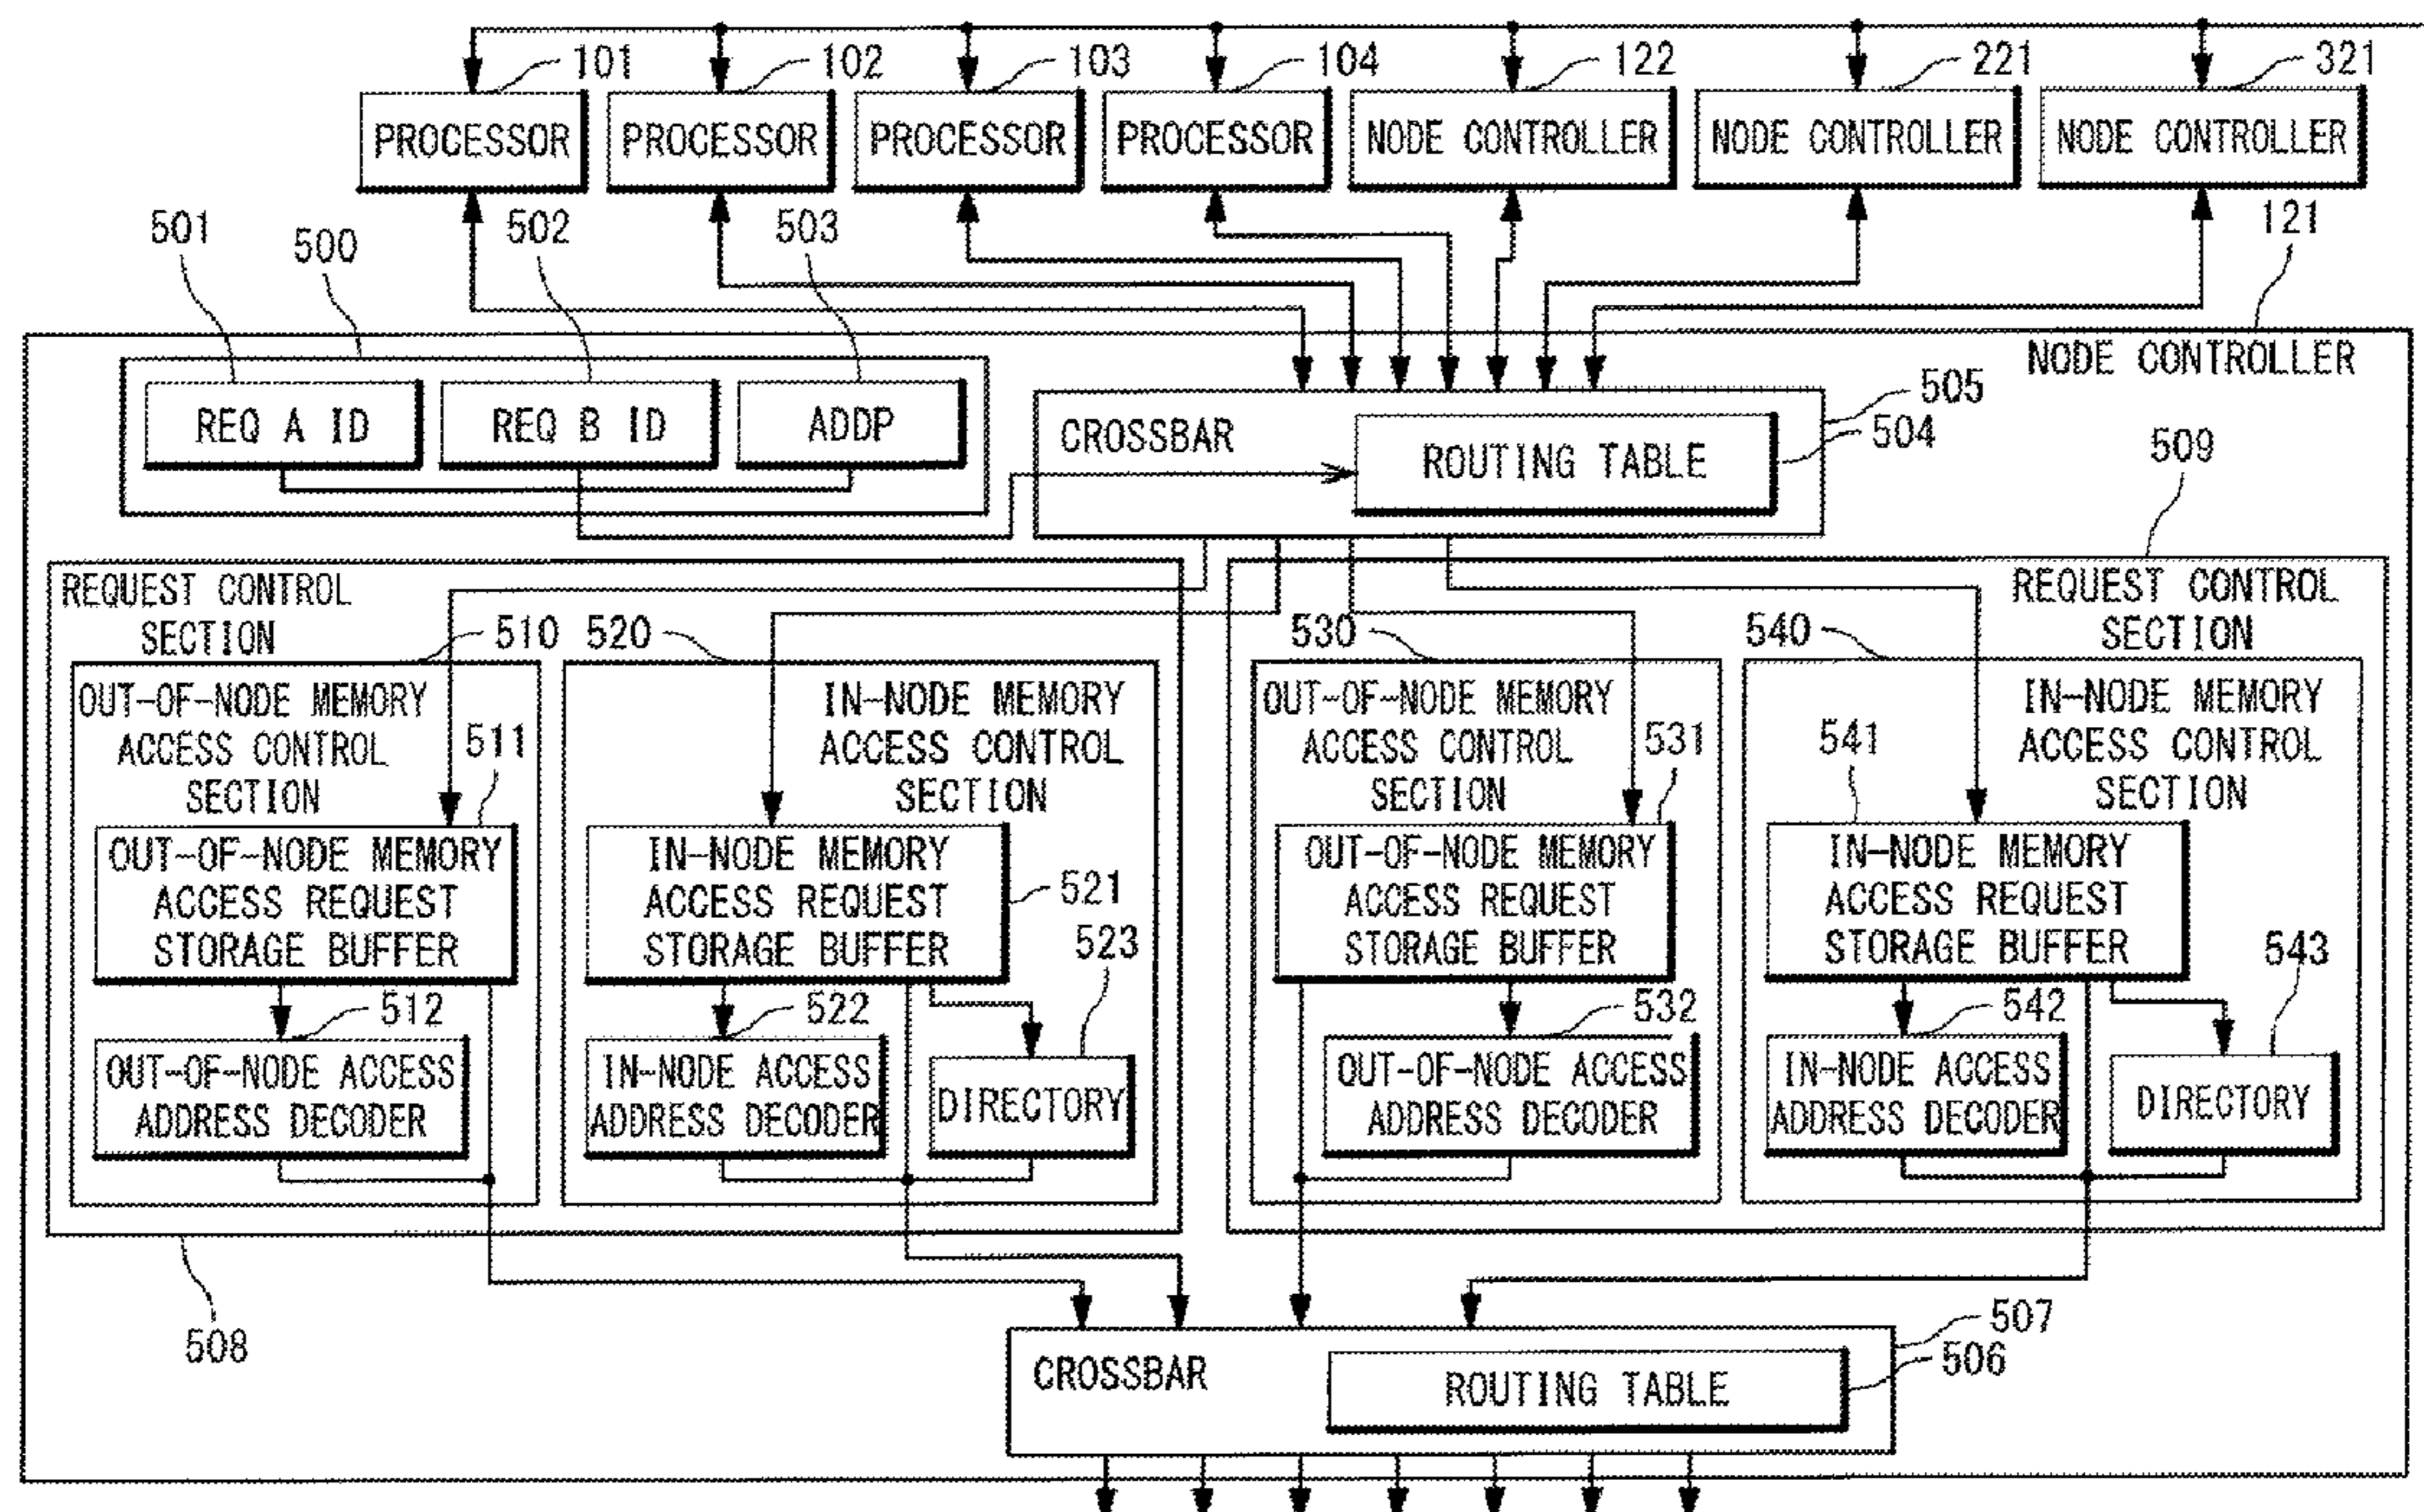 101
102
103
104
122
221
321
PROCESSOR
PROCESSOR
PROCESSOR
PROCESSOR
NODE CONTROLLER
NODE CONTROLLER
NODE CONTROLLER
501
500
502
503
121
NODE CONTROLLER
REQ A ID
REQ B ID
ADDP
CROSSBAR
ROUTING TABLE
505
504
509
REQUEST CONTROL
SECTION
510
520
530
540
REQUEST CONTROL
SECTION
OUT-OF-NODE MEMORY
ACCESS CONTROL
SECTION
511
IN-NODE MEMORY
ACCESS CONTROL
SECTION
OUT-OF-NODE MEMORY
ACCESS CONTROL
SECTION
531
541
IN-NODE MEMORY
ACCESS CONTROL
SECTION
OUT-OF-NODE MEMORY
ACCESS REQUEST
STORAGE BUFFER
IN-NODE MEMORY
ACCESS REQUEST
STORAGE BUFFER
521
523
OUT-OF-NODE MEMORY
ACCESS REQUEST
STORAGE BUFFER
IN-NODE MEMORY
ACCESS REQUEST
STORAGE BUFFER
543
512
522
532
542
OUT-OF-NODE ACCESS
ADDRESS DECODER
IN-NODE ACCESS
ADDRESS DECODER
DIRECTORY
OUT-OF-NODE ACCESS
ADDRESS DECODER
IN-NODE ACCESS
ADDRESS DECODER
DIRECTORY
508
507
506
CROSSBAR
ROUTING TABLE